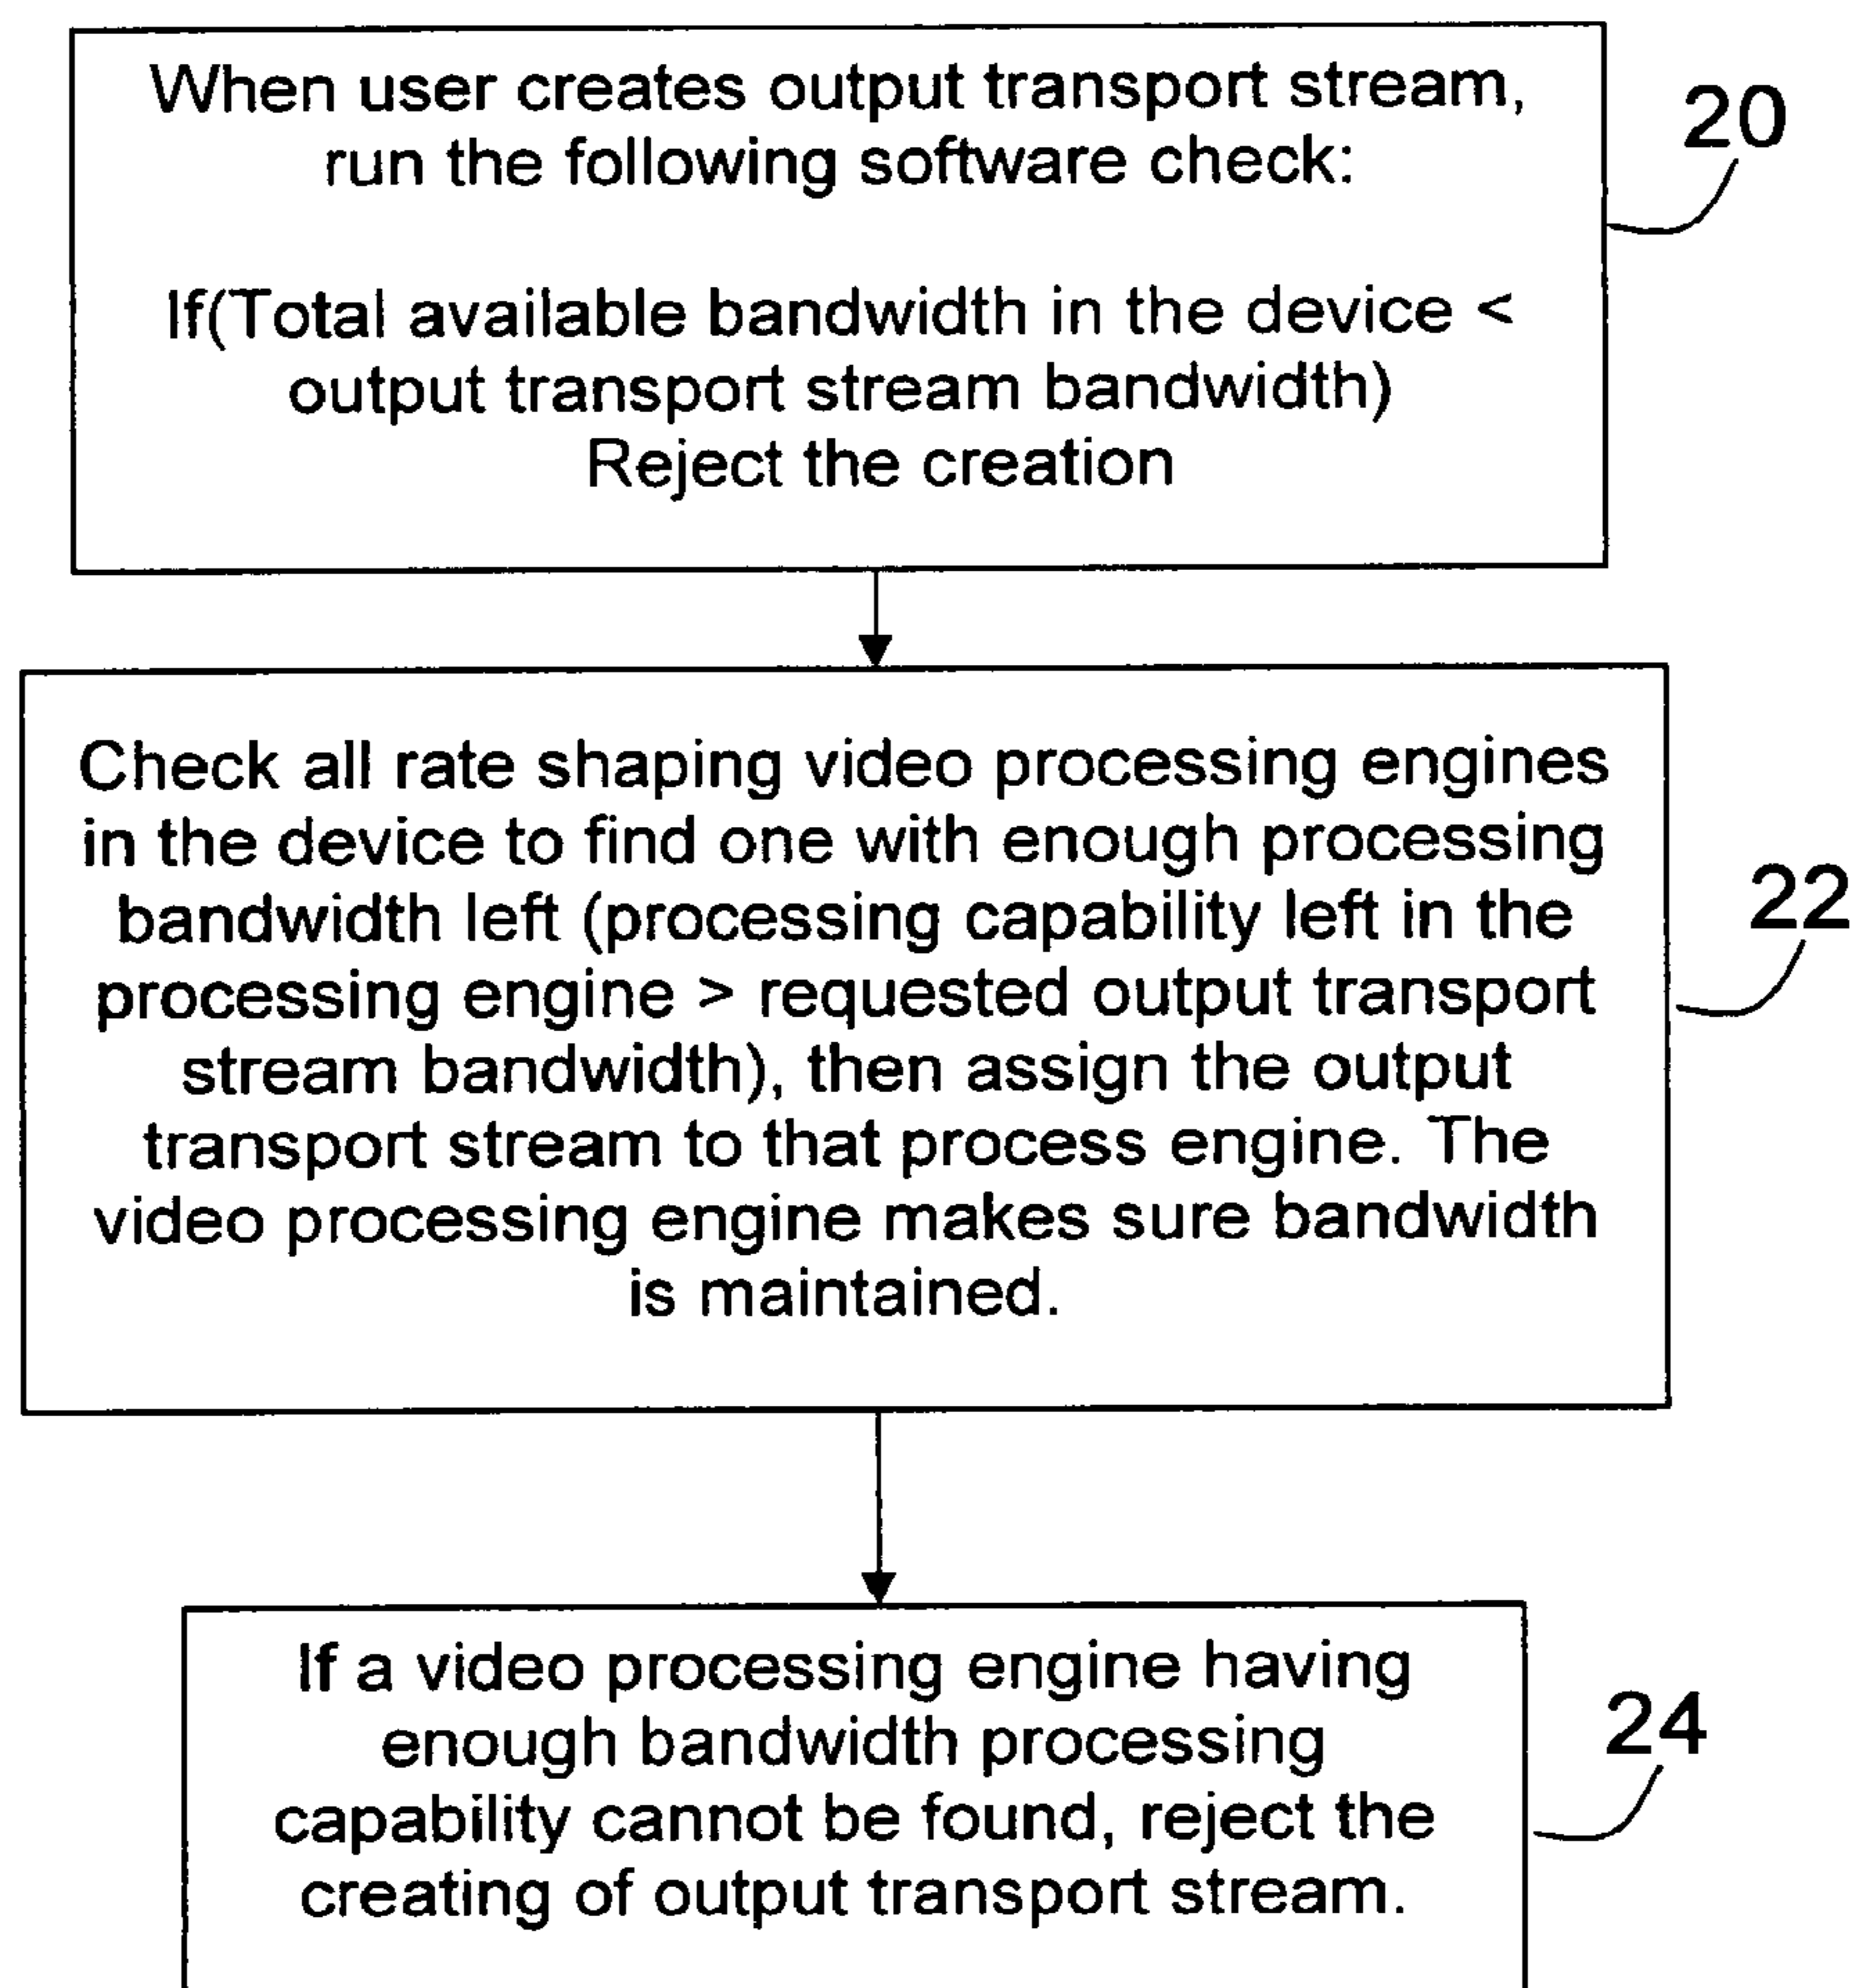 When user creates output transport stream,
run the following software check:
20
If(Total available bandwidth in the device <
output transport stream bandwidth)
Reject the creation
Check all rate shaping video processing engines
in the device to find one with enough processing
bandwidth left (processing capability left in the
processing engine > requested output transport
stream bandwidth), then assign the output
transport stream to that process engine. The
video processing engine makes sure bandwidth
is maintained.
22
If a video processing engine having
enough bandwidth processing
capability cannot be found, reject the
creating of output transport stream.
24